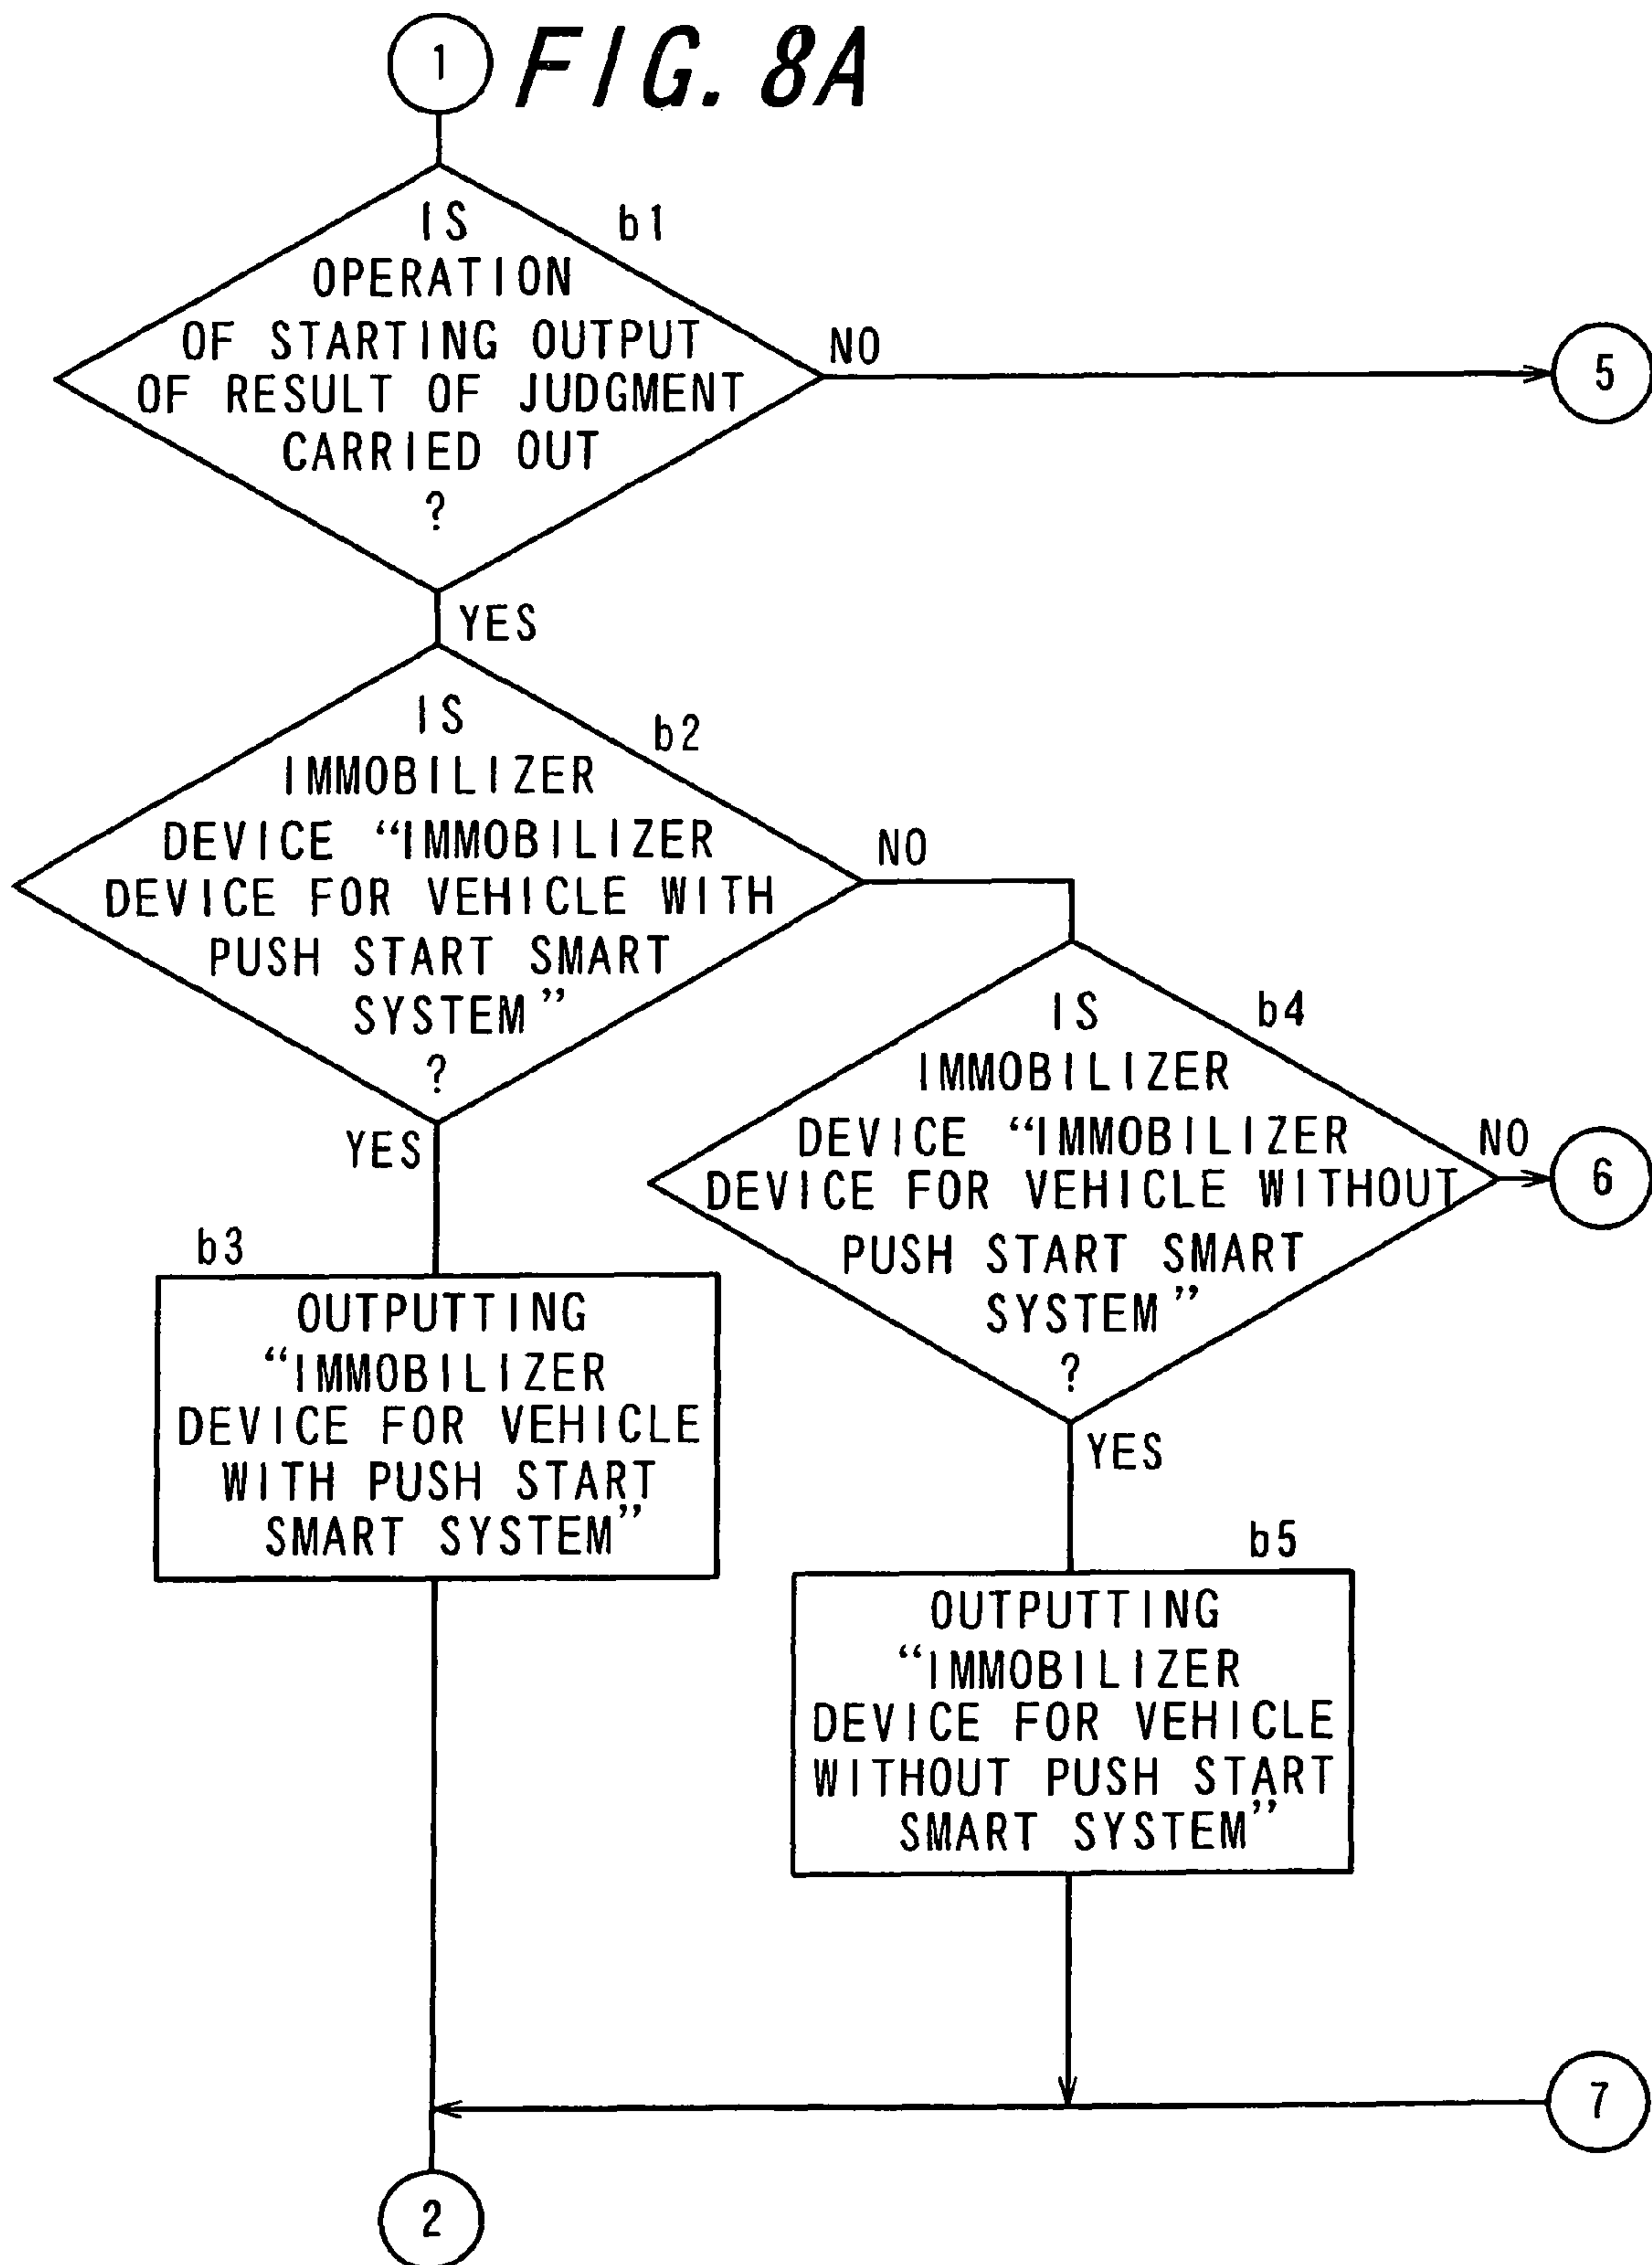 1
FIG. 8A
IS
b1
OPERATION
OF STARTING OUTPUT
OF RESULT OF JUDGMENT
CARRIED OUT
?
NO
5
YES
IS
b2
IMMOBILIZER
DEVICE “IMMOBILIZER
DEVICE FOR VEHICLE WITH
PUSH START SMART
SYSTEM”
?
NO
YES
IS
b4
IMMOBILIZER
DEVICE “IMMOBILIZER
DEVICE FOR VEHICLE WITHOUT
PUSH START SMART
SYSTEM”
?
NO
6
YES
b3
OUTPUTTING
“IMMOBILIZER
DEVICE FOR VEHICLE
WITH PUSH START
SMART SYSTEM”
b5
OUTPUTTING
“IMMOBILIZER
DEVICE FOR VEHICLE
WITHOUT PUSH START
SMART SYSTEM”
7
2